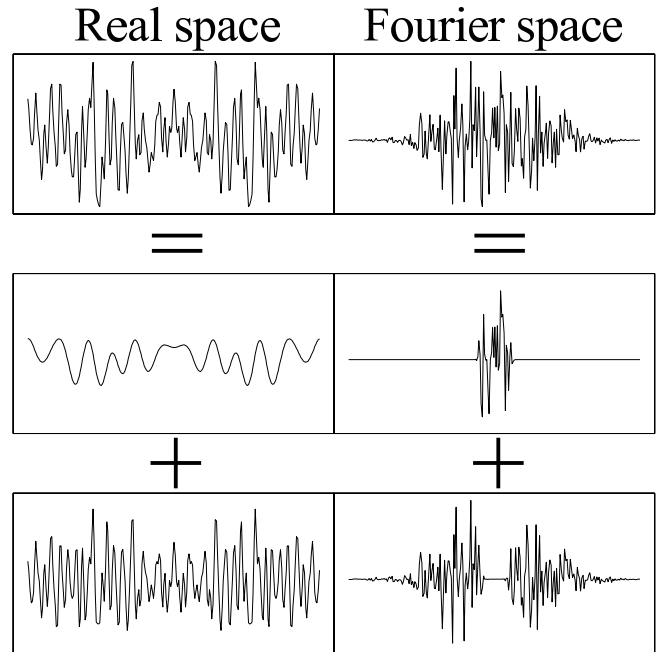 Real space Fourier space
=  =
+  +